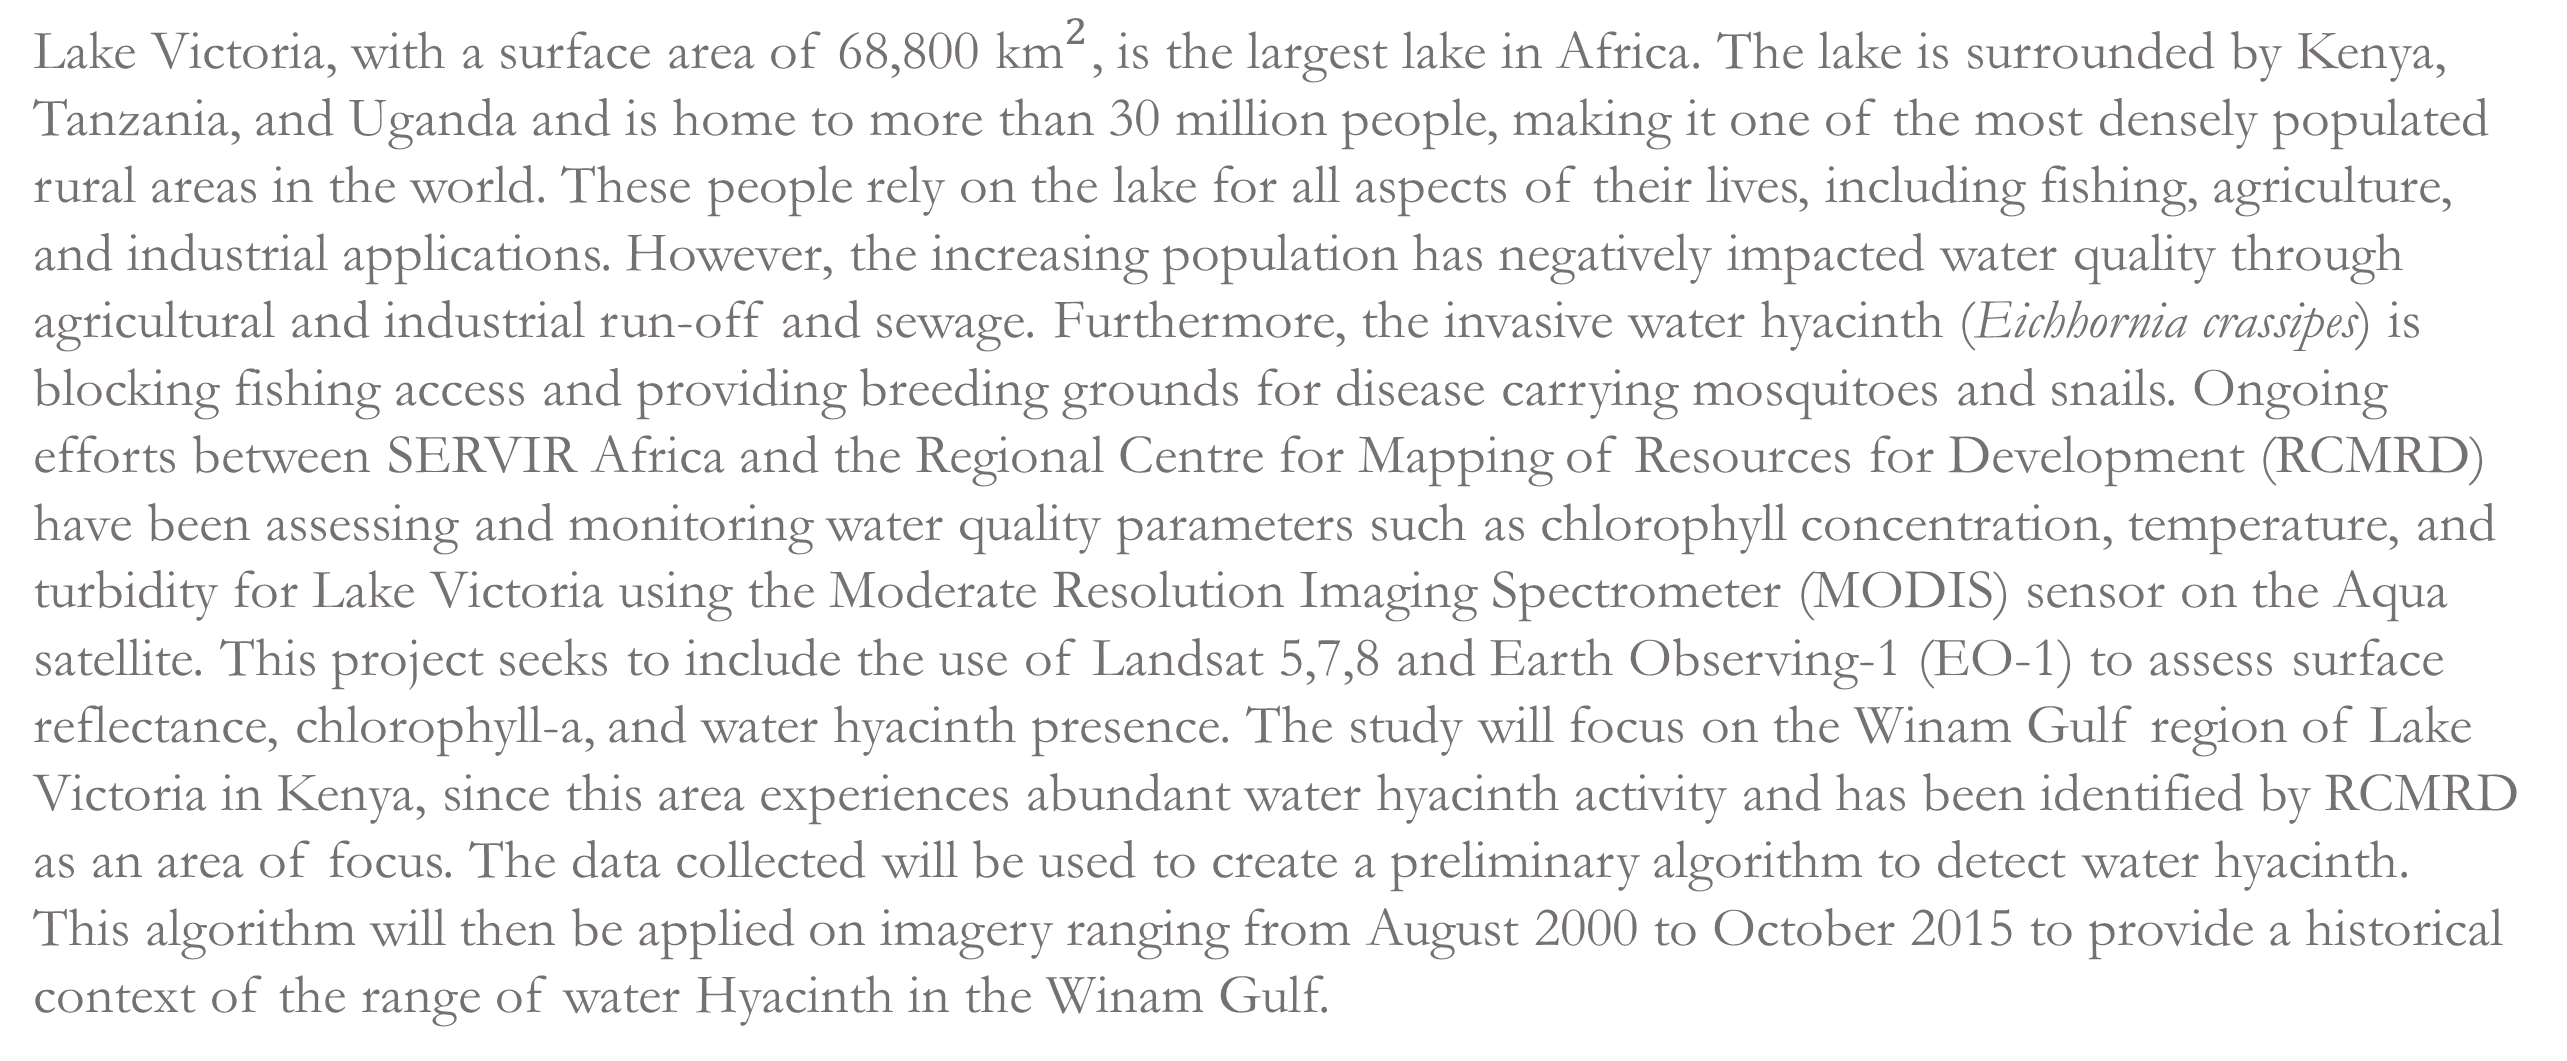 Lake Victoria, with a surface area of 68,800 km², is the largest lake in Africa. The lake is surrounded by Kenya,
Tanzania, and Uganda and is home to more than 30 million people, making it one of the most densely populated
rural areas in the world. These people rely on the lake for all aspects of their lives, including fishing, agriculture,
and industrial applications. However, the increasing population has negatively impacted water quality through
agricultural and industrial run-off and sewage. Furthermore, the invasive water hyacinth (Eichhornia crassipes) is
blocking fishing access and providing breeding grounds for disease carrying mosquitoes and snails. Ongoing
efforts between SERVIR Africa and the Regional Centre for Mapping of Resources for Development (RCMRD)
have been assessing and monitoring water quality parameters such as chlorophyll concentration, temperature, and
turbidity for Lake Victoria using the Moderate Resolution Imaging Spectrometer (MODIS) sensor on the Aqua
satellite. This project seeks to include the use of Landsat 5,7,8 and Earth Observing-1 (EO-1) to assess surface
reflectance, chlorophyll-a, and water hyacinth presence. The study will focus on the Winam Gulf region of Lake
Victoria in Kenya, since this area experiences abundant water hyacinth activity and has been identified by RCMRD
as an area of focus. The data collected will be used to create a preliminary algorithm to detect water hyacinth.
This algorithm will then be applied on imagery ranging from August 2000 to October 2015 to provide a historical
context of the range of water Hyacinth in the Winam Gulf.